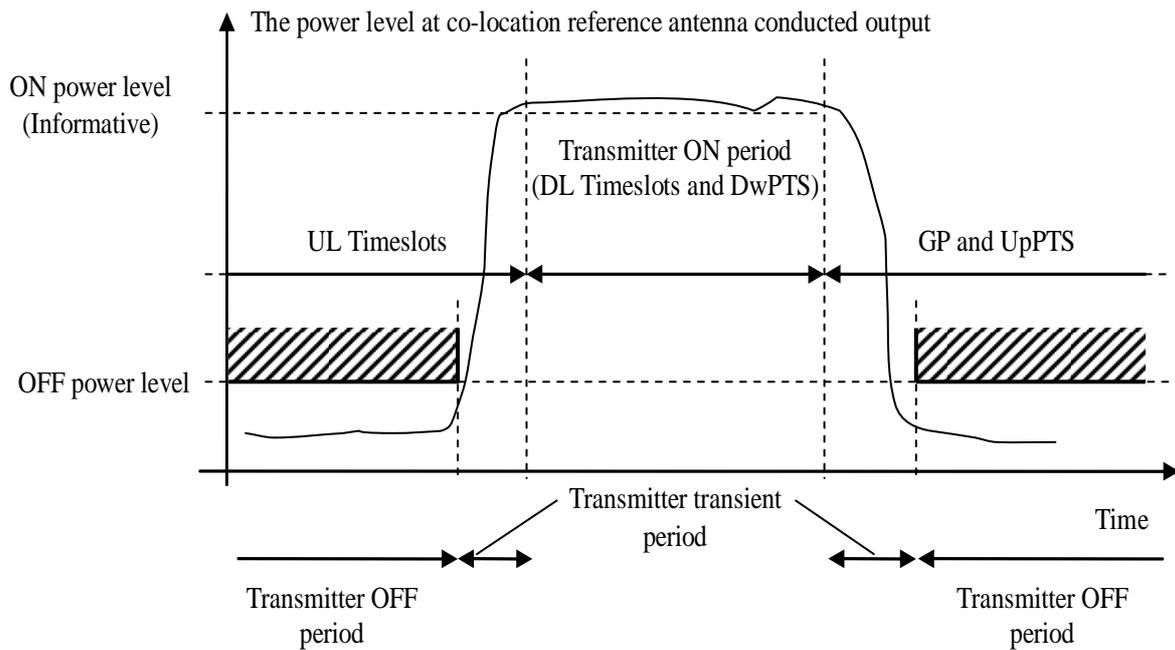 The power level at co-location reference antenna conducted output
ON power level
(Informative)
Transmitter ON period
(DL Timeslots and DwPTS)
UL Timeslots
GP and UpPTS
OFF power level
Transmitter transient
period
Time
Transmitter OFF
period
Transmitter OFF
period